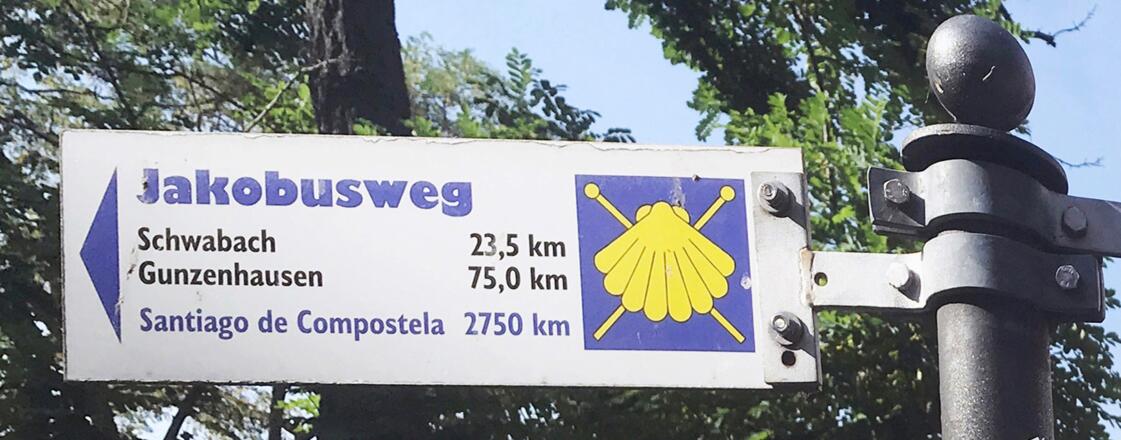 Jakobusweg
Schwabach 23,5 km
Gunzenhausen 75,0 km
Santiago de Compostela 2750 km